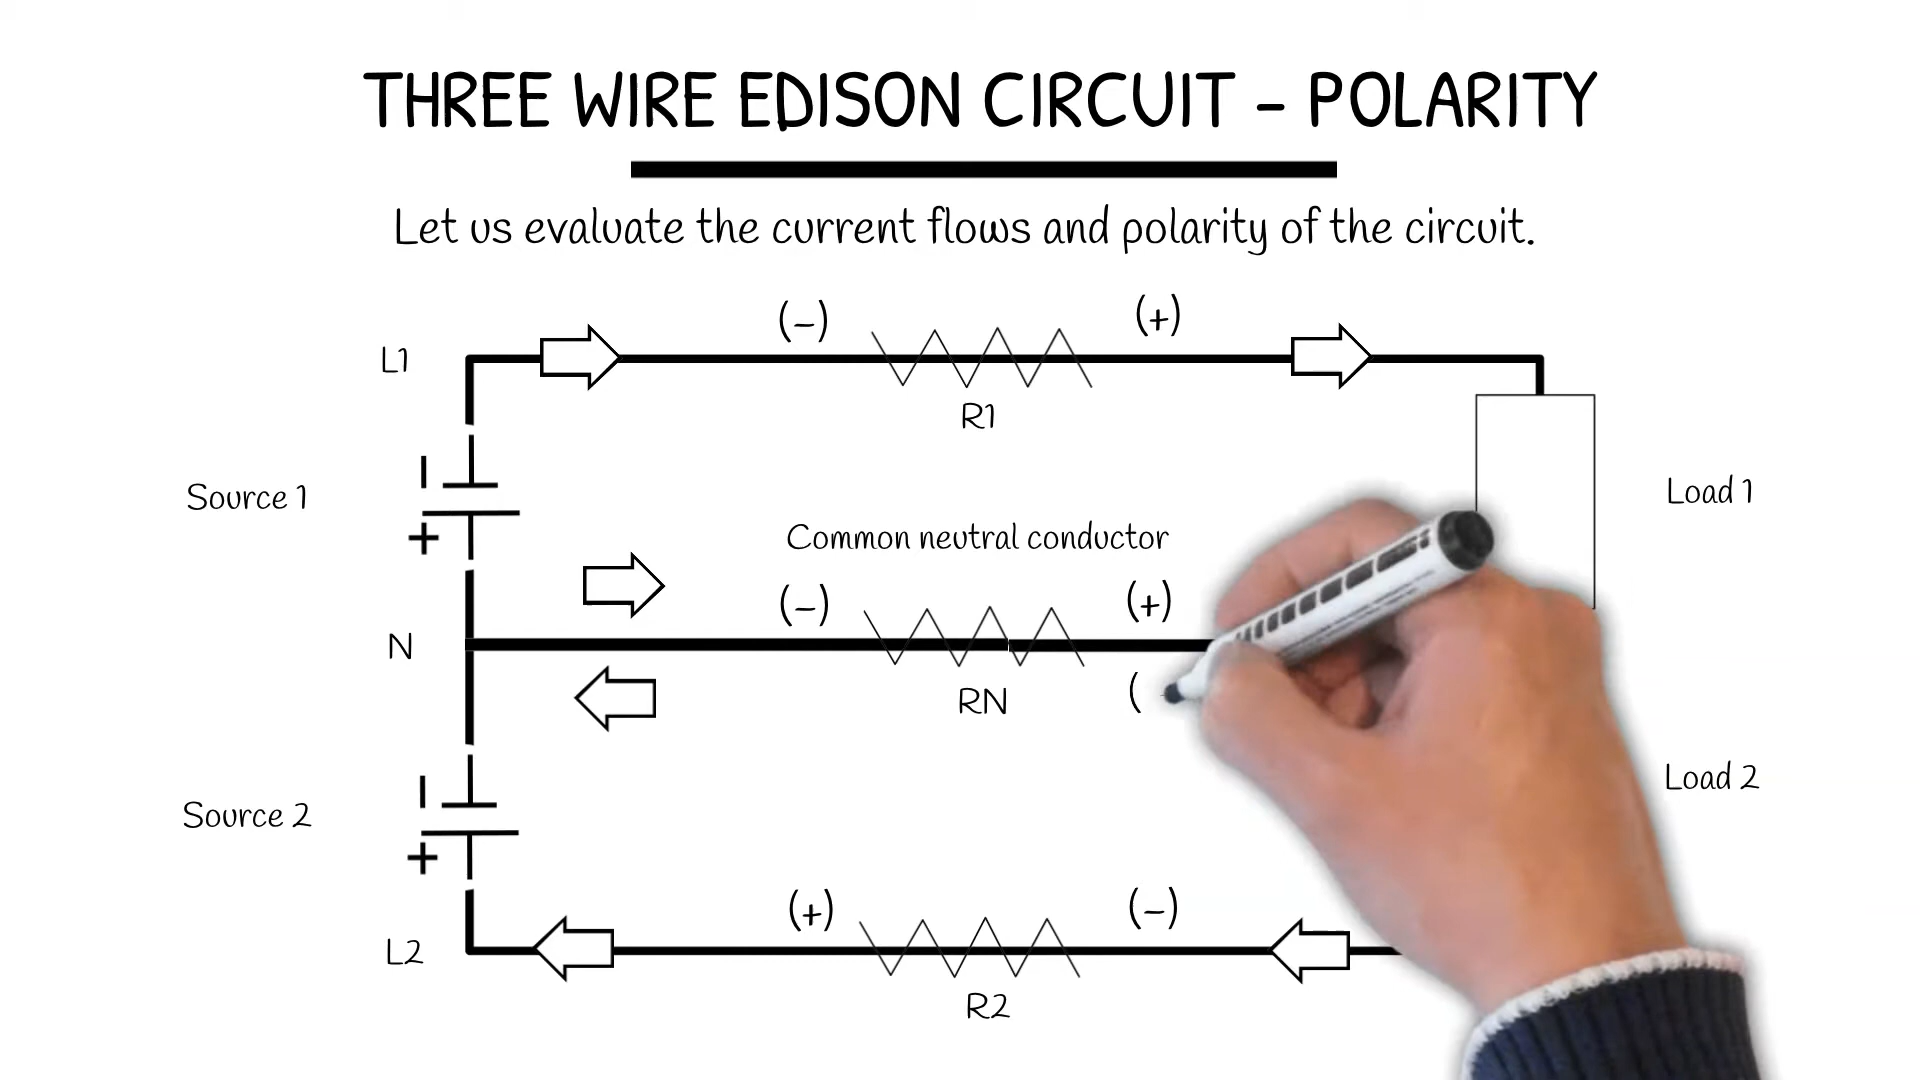 THREE WIRE EDISON CIRCUIT - POLARITY
Let us evaluate the current flows and polarity of the circuit.
(-) (+)
L1
R1
Source 1
Load 1
+
Common neutral conductor
(-) (+)
N
RN
(
Load 2
Source 2
+
(+) (-)
L2
R2